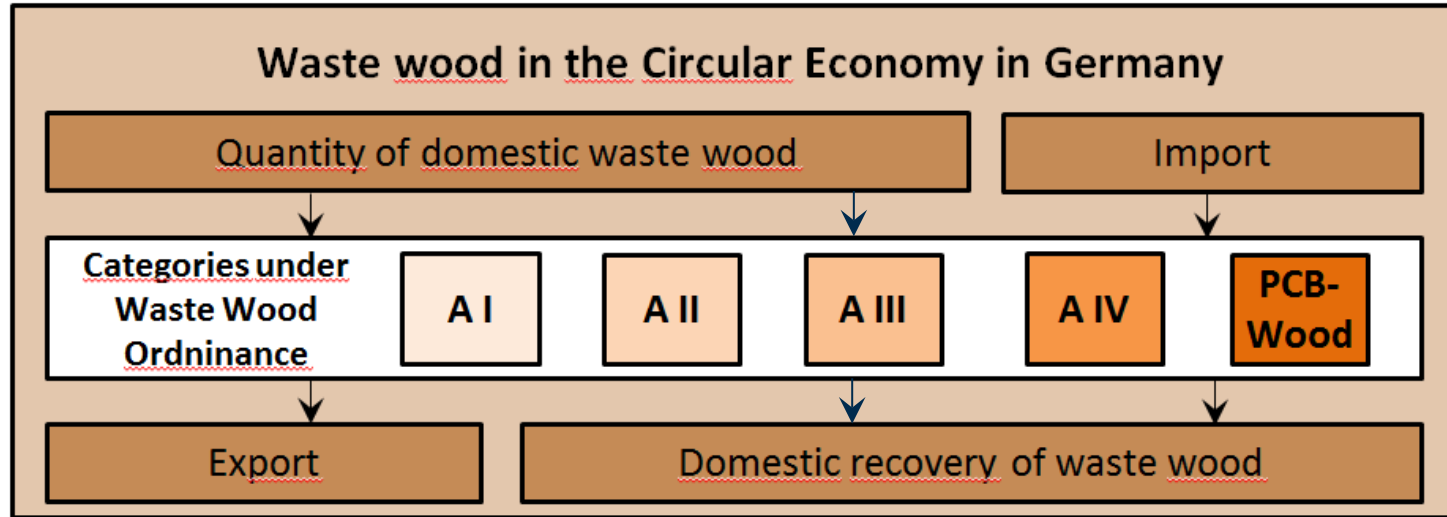 Waste wood in the Circular Economy in Germany
Quantity of domestic waste wood
Import
Categories under
Waste Wood
Ordninance
A I
A II
A III
A IV
PCB-
Wood
Export
Domestic recovery of waste wood